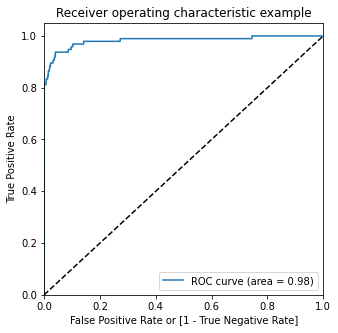 Receiver operating characteristic example
1.0
0.8
0.6
0.4
0.2
0.0
True Positive Rate
ROC curve (area = 0.98)
0.0 0.2 0.4 0.6 0.8 1.0
False Positive Rate or [1 - True Negative Rate]